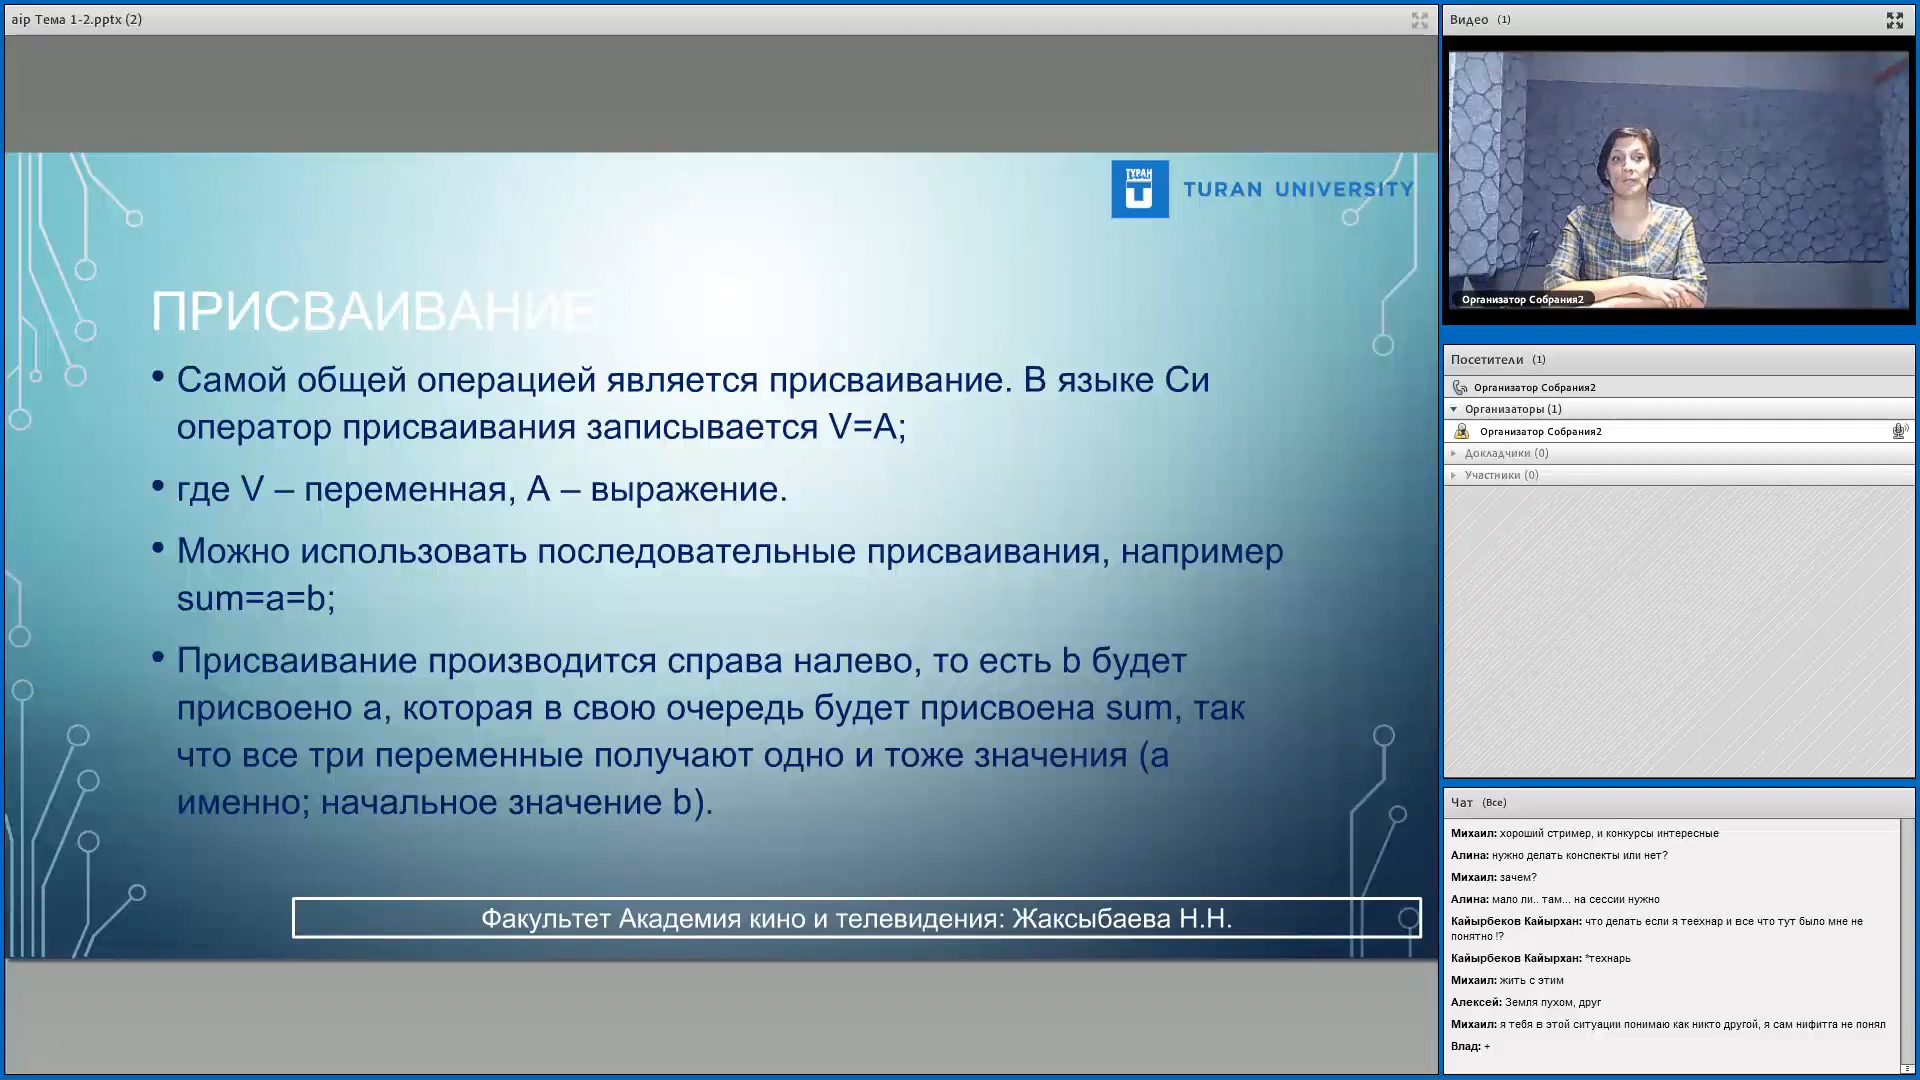 aip Тема 1-2.pptx (2)
ТУРАН
TURAN UNIVERSITY
ПРИСВАИВАНИЕ
• Самой общей операцией является присваивание. В языке Си
оператор присваивания записывается V=A;
• где V – переменная, А – выражение.
• Можно использовать последовательные присваивания, например
sum=a=b;
• Присваивание производится справа налево, то есть b будет
присвоено a, которая в свою очередь будет присвоена sum, так
что все три переменные получают одно и тоже значения (а
именно; начальное значение b).
Факультет Академия кино и телевидения: Жаксыбаева Н.Н.
Видео (1)
Организатор Собрания2
Посетители (1)
Организатор Собрания2
Организаторы (1)
Организатор Собрания2
Докладчики (0)
Участники (0)
Чат (Все)
Михаил: хороший стример, и конкурсы интересные
Алина: нужно делать конспекты или нет?
Михаил: зачем?
Алина: мало ли.. там... на сессии нужно
Кайырбеков Кайырхан: что делать если я теехнар и все что тут было мне не
понятно !?
Кайырбеков Кайырхан: *технарь
Михаил: жить с этим
Алексей: Земля пухом, друг
Михаил: я тебя в этой ситуации понимаю как никто другой, я сам нифитга не понял
Влад: +